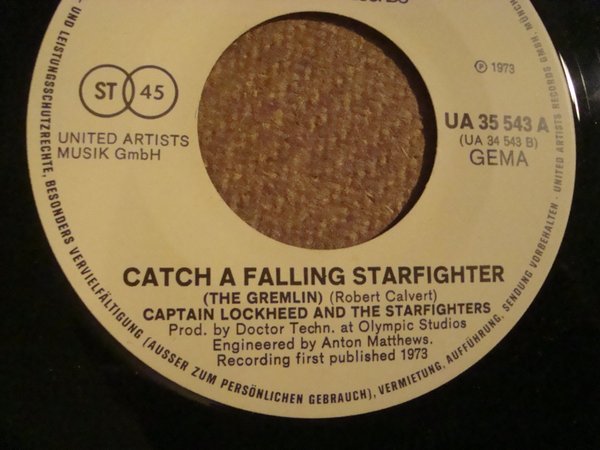 ST 45
UNITED ARTISTS
MUSIK GmbH
℗ 1973
UA 35 543 A
(UA 34 543 B)
GEMA
CATCH A FALLING STARFIGHTER
(THE GREMLIN) (Robert Calvert)
CAPTAIN LOCKHEED AND THE STARFIGHTERS
Prod. by Doctor Techn. at Olympic Studios
Engineered by Anton Matthews.
Recording first published 1973
UND LEISTUNGSSCHUTZRECHTE, BESONDERS VERVIELFÄLTIGUNG (AUSSER ZUM PERSÖNLICHEN GEBRAUCH), VERMIETUNG, AUFFÜHRUNG, SENDUNG VORBEHALTEN · UNITED ARTISTS RECORDS GMBH